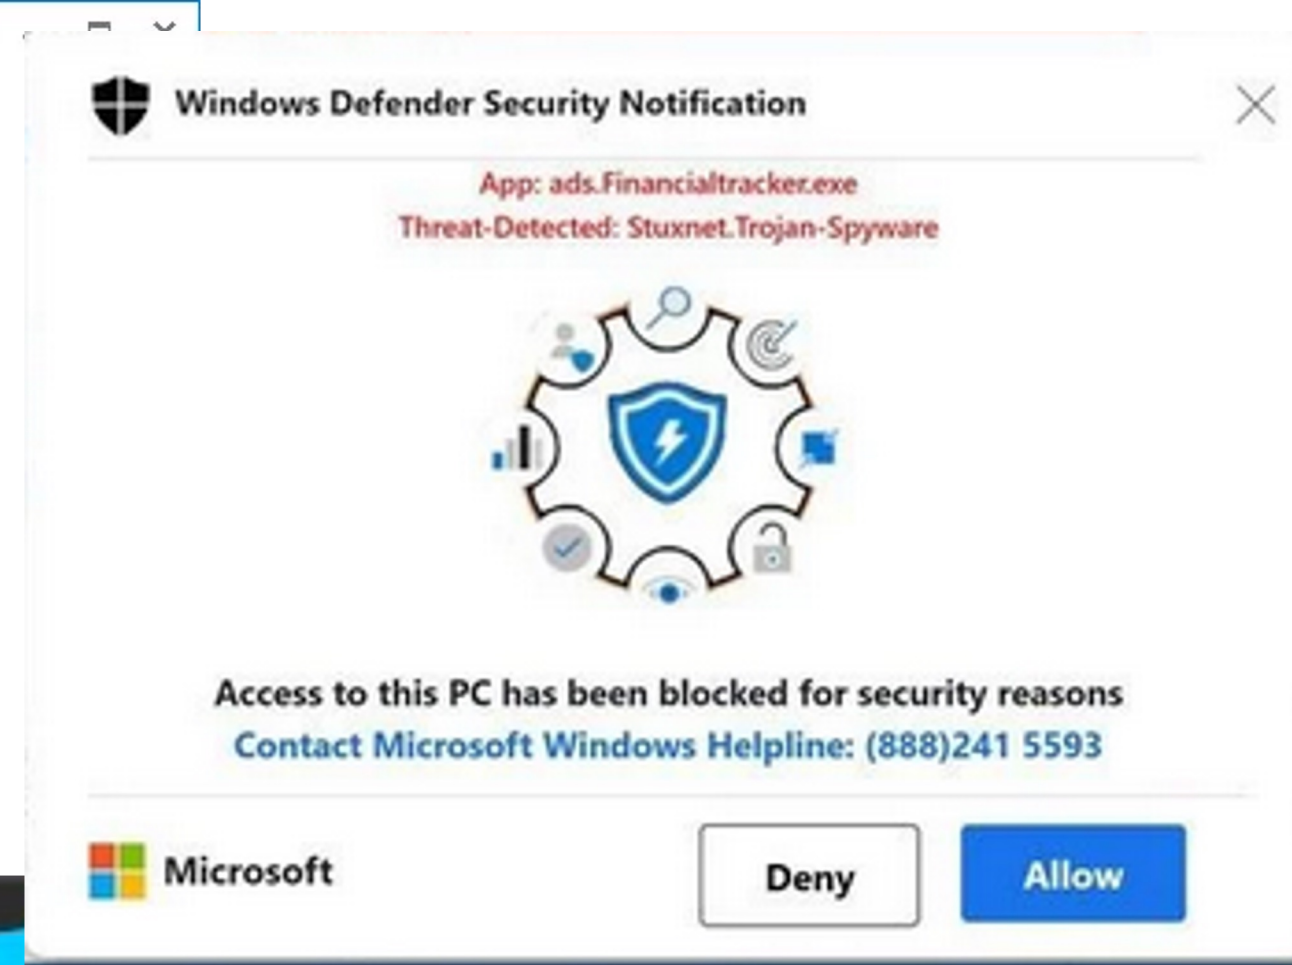 Windows Defender Security Notification
App: ads.Financialtracker.exe
Threat-Detected: Stuxnet.Trojan-Spyware
Access to this PC has been blocked for security reasons
Contact Microsoft Windows Helpline: (888)241 5593
Microsoft
Deny
Allow